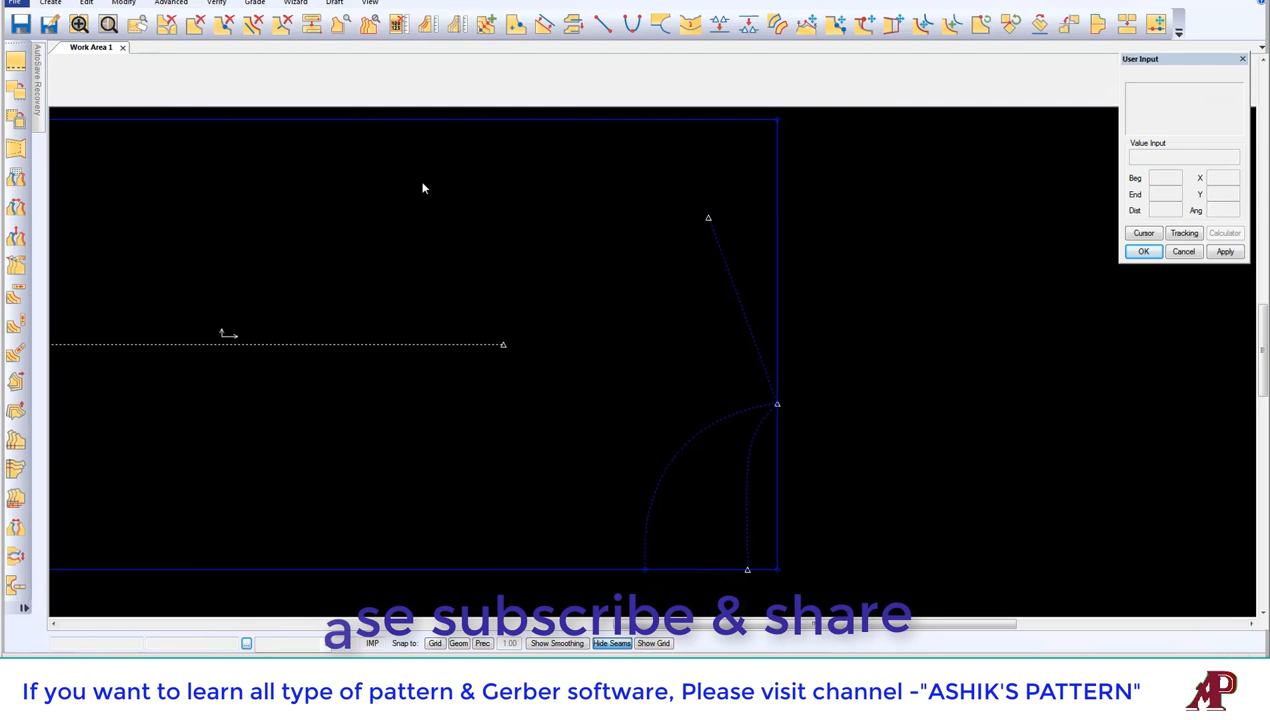 File Create Edit Modify Advanced Verify Grade Wizard Draft View
Work Area 1
AutoSave Recovery
User Input
Value Input
Beg X
End Y
Dist Ang
Cursor Tracking Calculator
OK Cancel Apply
ase subscribe & share
IMP Snap to: Grid Geom Prec 1.00 Show Smoothing Hide Seams Show Grid
If you want to learn all type of pattern & Gerber software, Please visit channel -"ASHIK'S PATTERN"
AP